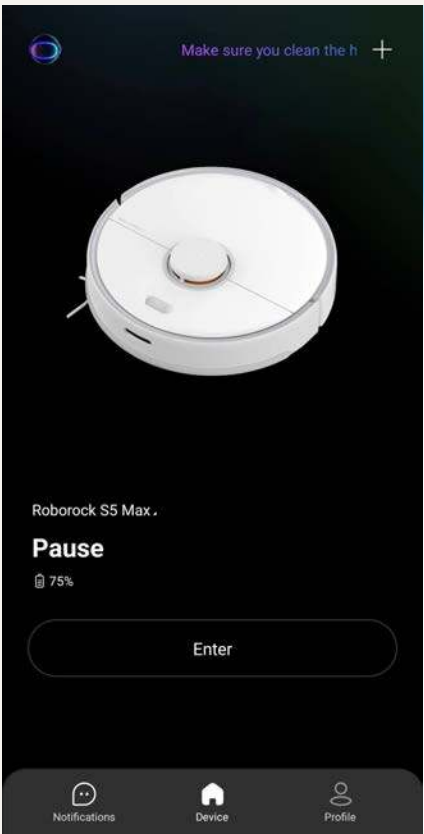 Make sure you clean the h
Roborock S5 Max
Pause
75%
Enter
Notifications
Device
Profile